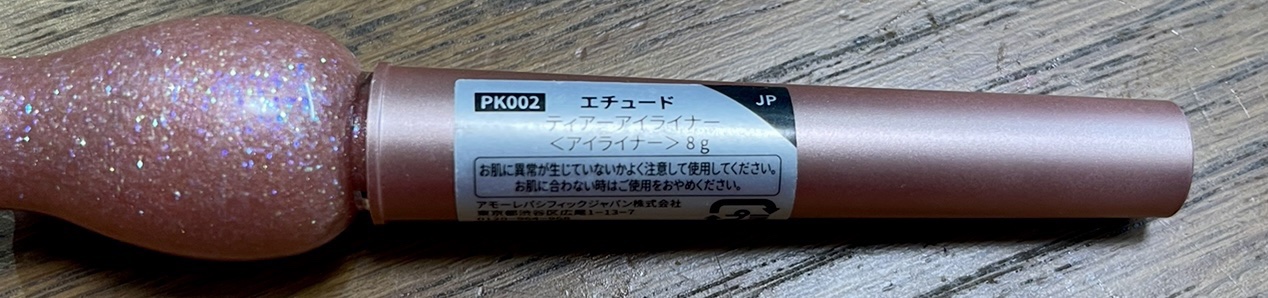 PK002 エチュード JP
ティアーアイライナー
＜アイライナー＞8g
お肌に異常が生じていないかよく注意して使用してください。
お肌に合わない時はご使用をおやめください。
アモーレパシフィックジャパン株式会社
東京都渋谷区広尾1-13-7